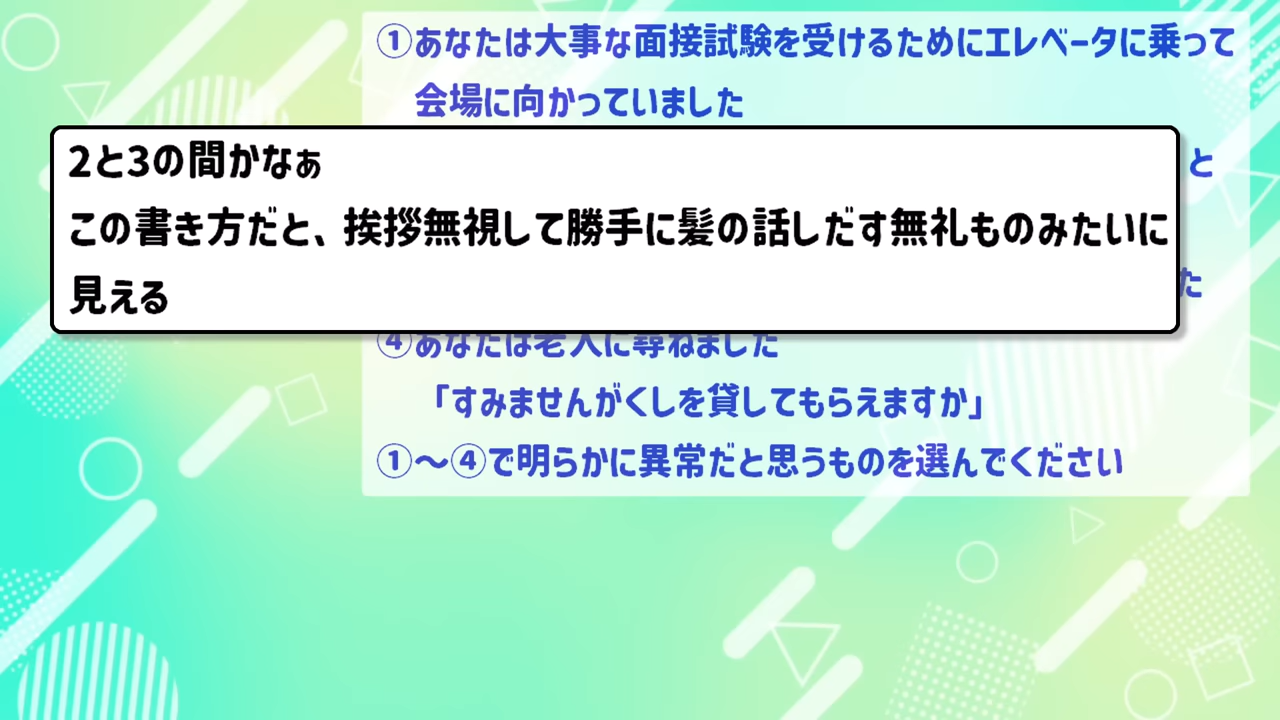 ①あなたは大事な面接試験を受けるためにエレベータに乗って
会場に向かっていました
2と3の間かなぁ
と
この書き方だと、挨拶無視して勝手に髪の話しだす無礼ものみたいに
見える
た
④あなたは老人に尋ねました
「すみませんがくしを貸してもらえますか」
①〜④で明らかに異常だと思うものを選んでください